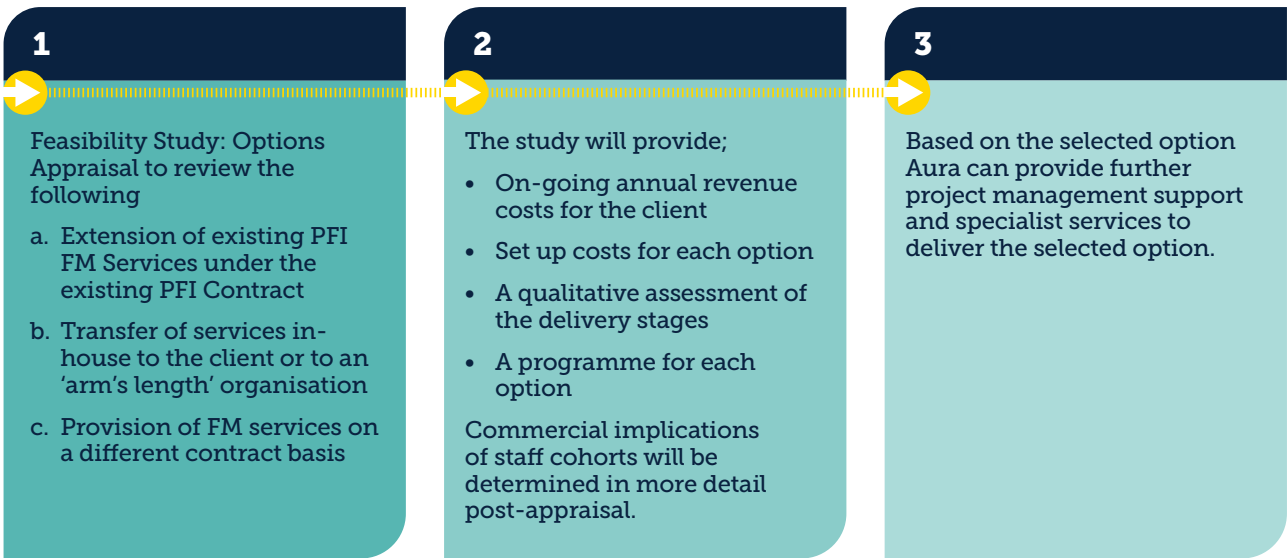 1
Feasibility Study: Options
Appraisal to review the
following
a. Extension of existing PFI
FM Services under the
existing PFI Contract
b. Transfer of services in-
house to the client or to an
‘arm’s length’ organisation
c. Provision of FM services on
a different contract basis
2
The study will provide;
• On-going annual revenue
costs for the client
• Set up costs for each option
• A qualitative assessment of
the delivery stages
• A programme for each
option
Commercial implications
of staff cohorts will be
determined in more detail
post-appraisal.
3
Based on the selected option
Aura can provide further
project management support
and specialist services to
deliver the selected option.